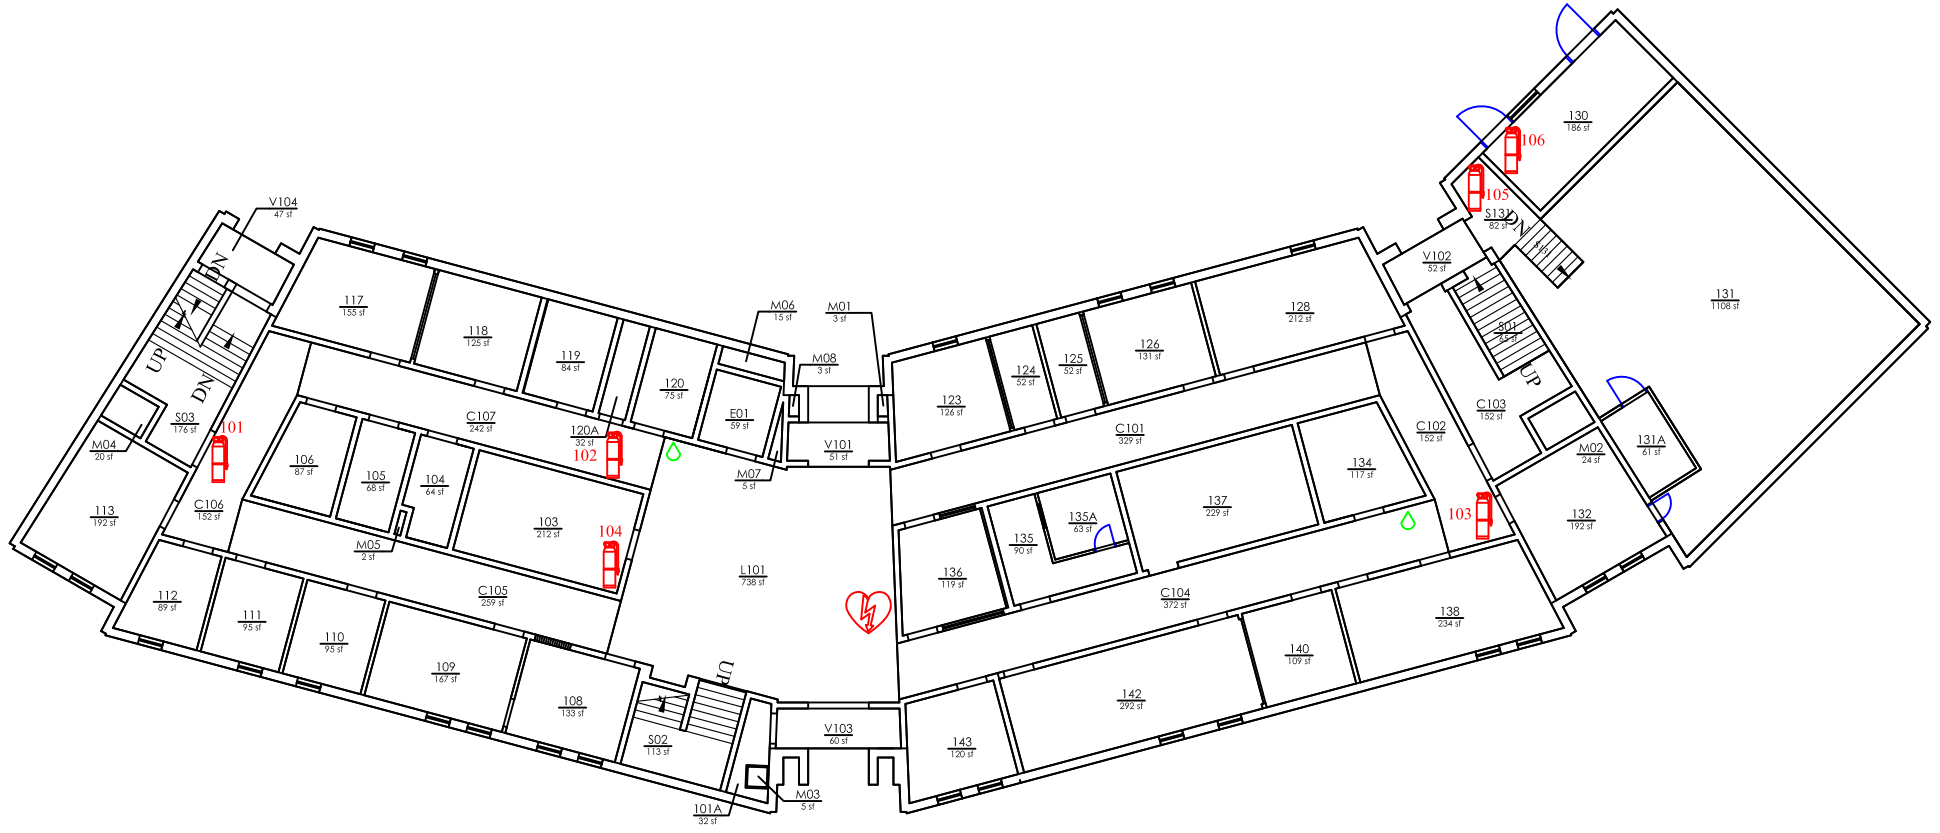 V104
47 sf
DN
UP
DN
S03
176 sf
M04
20 sf
113
192 sf
101
C106
152 sf
117
155 sf
118
125 sf
119
84 sf
120
75 sf
120A
32 sf
102
C107
242 sf
106
87 sf
105
68 sf
104
64 sf
M05
2 sf
103
212 sf
104
C105
259 sf
112
89 sf
111
95 sf
110
95 sf
109
167 sf
108
133 sf
S02
113 sf
UP
101A
32 sf
M03
5 sf
V103
60 sf
M06
15 sf
E01
59 sf
M07
5 sf
M01
3 sf
M08
3 sf
V101
51 sf
L101
738 sf
123
126 sf
124
52 sf
125
52 sf
126
131 sf
128
212 sf
C101
329 sf
136
119 sf
135
90 sf
135A
63 sf
137
229 sf
134
117 sf
C104
372 sf
143
120 sf
142
292 sf
140
109 sf
138
234 sf
C102
152 sf
103
V102
52 sf
S01
65 sf
UP
C103
152 sf
M02
24 sf
132
192 sf
131A
61 sf
131
1108 sf
130
186 sf
106
105
S131
82 sf
DN
S131